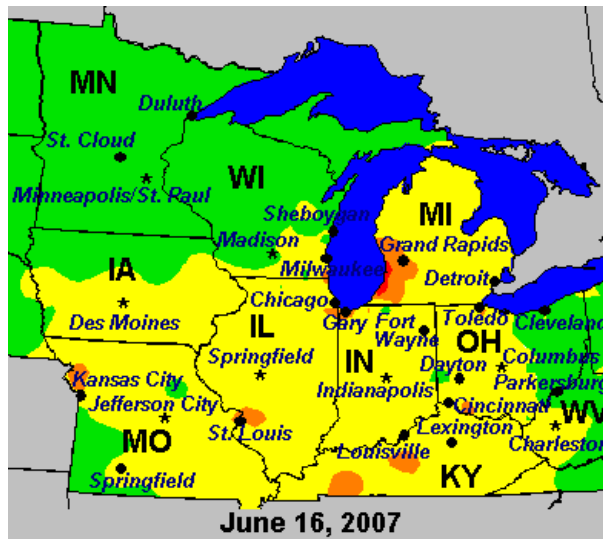 MN
Duluth
St. Cloud
WI
Minneapolis/St. Paul
Sheboygan
MI
Madison
Grand Rapids
IA
Milwaukee
Detroit
Chicago
Des Moines
IL
Gary
Fort Wayne
Toledo
Cleveland
OH
Springfield
IN
Dayton
Columbus
Kansas City
Indianapolis
Parkersburg
Jefferson City
Cincinnati
WV
MO
St. Louis
Lexington
Charleston
Louisville
Springfield
KY
June 16, 2007